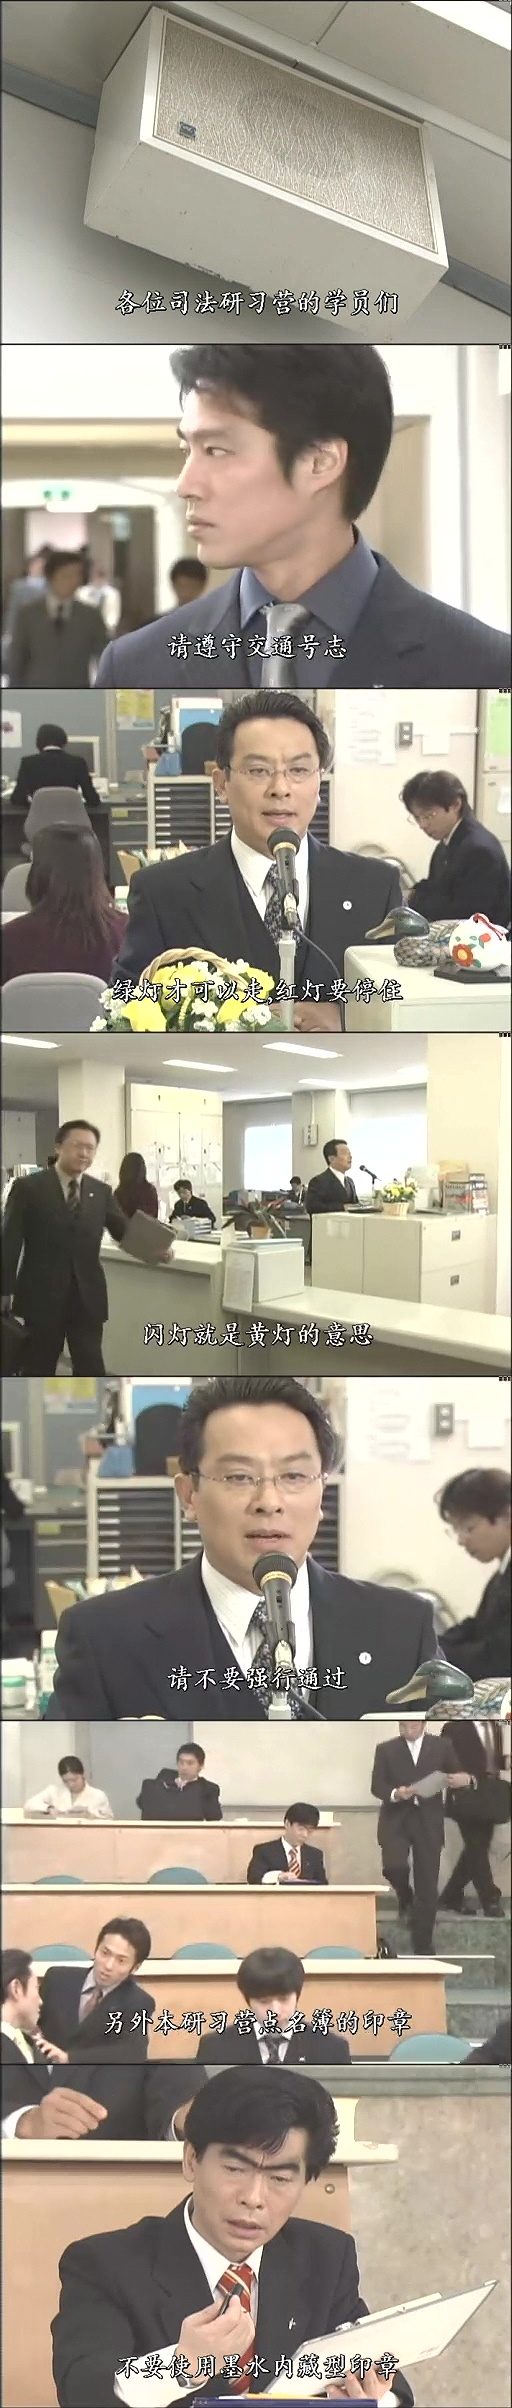 各位司法研习营的学员们
请遵守交通号志
绿灯才可以走,红灯要停住
闪灯就是黄灯的意思
请不要强行通过
另外本研习营点名簿的印章
不要使用墨水内藏型印章